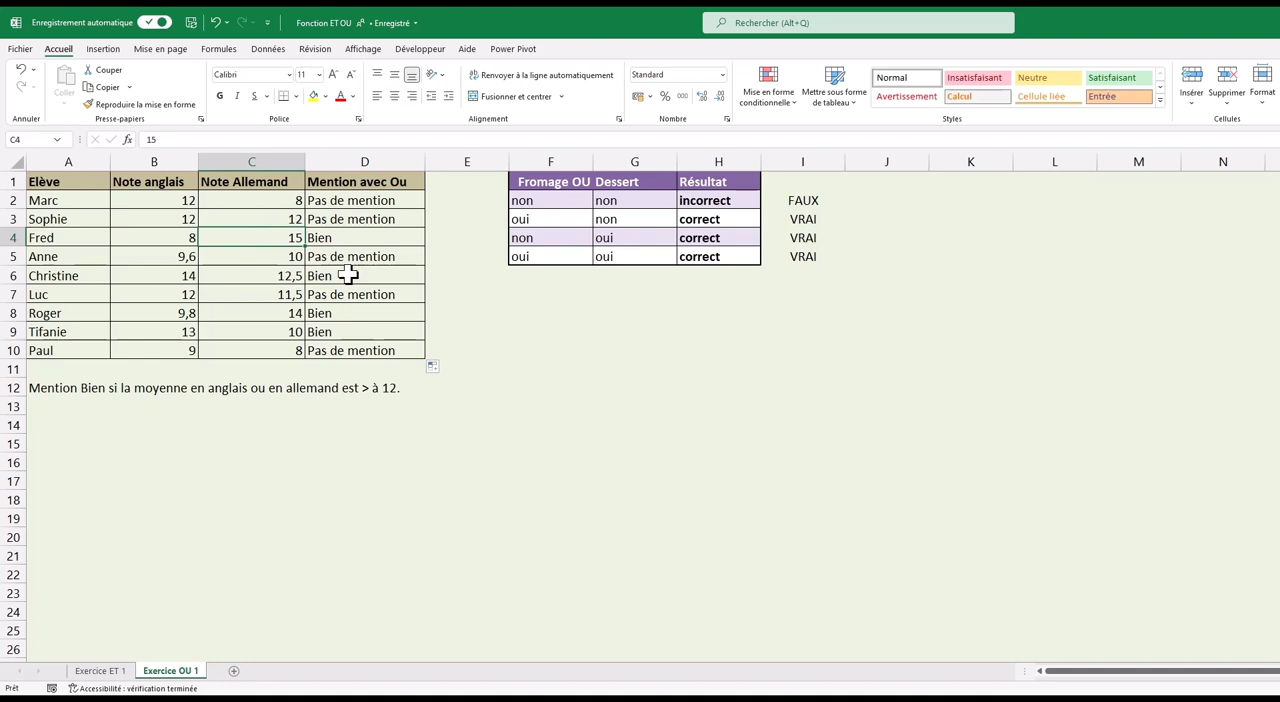 Enregistrement automatique
Fonction ET OU - Enregistré
Rechercher (Alt+Q)
Fichier Accueil Insertion Mise en page Formules Données Révision Affichage Développeur Aide Power Pivot
Coller
Couper
Copier
Reproduire la mise en forme
Calibri 11
G I S
Renvoyer à la ligne automatiquement
Fusionner et centrer
Standard
Mise en forme conditionnelle
Mettre sous forme de tableau
Normal Insatisfaisant Neutre Satisfaisant
Avertissement Calcul Cellule liée Entrée
Insérer Supprimer Format
Annuler Presse-papiers Police Alignement Nombre Styles Cellules
C4 fx 15
A B C D E F G H I J K L M N
1 Elève Note anglais Note Allemand Mention avec Ou Fromage OU Dessert Résultat
2 Marc 12 8 Pas de mention non non incorrect FAUX
3 Sophie 12 12 Pas de mention oui non correct VRAI
4 Fred 8 15 Bien non oui correct VRAI
5 Anne 9,6 10 Pas de mention oui oui correct VRAI
6 Christine 14 12,5 Bien
7 Luc 12 11,5 Pas de mention
8 Roger 9,8 14 Bien
9 Tifanie 13 10 Bien
10 Paul 9 8 Pas de mention
11
12 Mention Bien si la moyenne en anglais ou en allemand est > à 12.
13
14
15
16
17
18
19
20
21
22
23
24
25
26
Exercice ET 1 Exercice OU 1
Prêt Accessibilité : vérification terminée